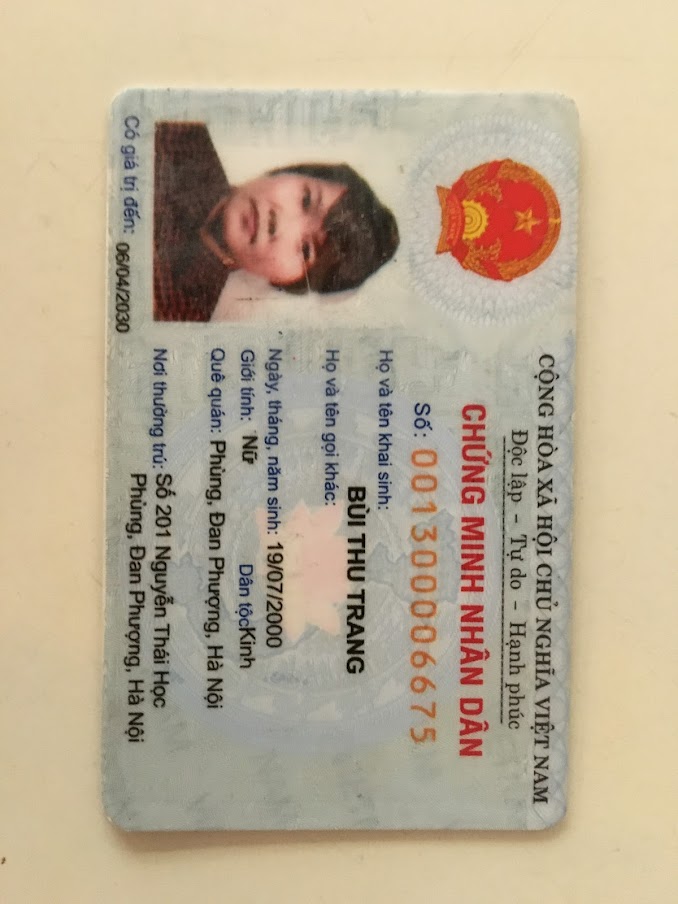 CỘNG HÒA XÃ HỘI CHỦ NGHĨA VIỆT NAM
Độc lập - Tự do - Hạnh phúc
CHỨNG MINH NHÂN DÂN
Số: 001300006675
Họ và tên khai sinh:
BÙI THU TRANG
Họ và tên gọi khác:
Ngày, tháng, năm sinh: 19/07/2000
Giới tính: Nữ Dân tộc Kinh
Quê quán: Phùng, Đan Phượng, Hà Nội
Nơi thường trú: Số 201 Nguyễn Thái Học
Phùng, Đan Phượng, Hà Nội
Có giá trị đến: 06/04/2030